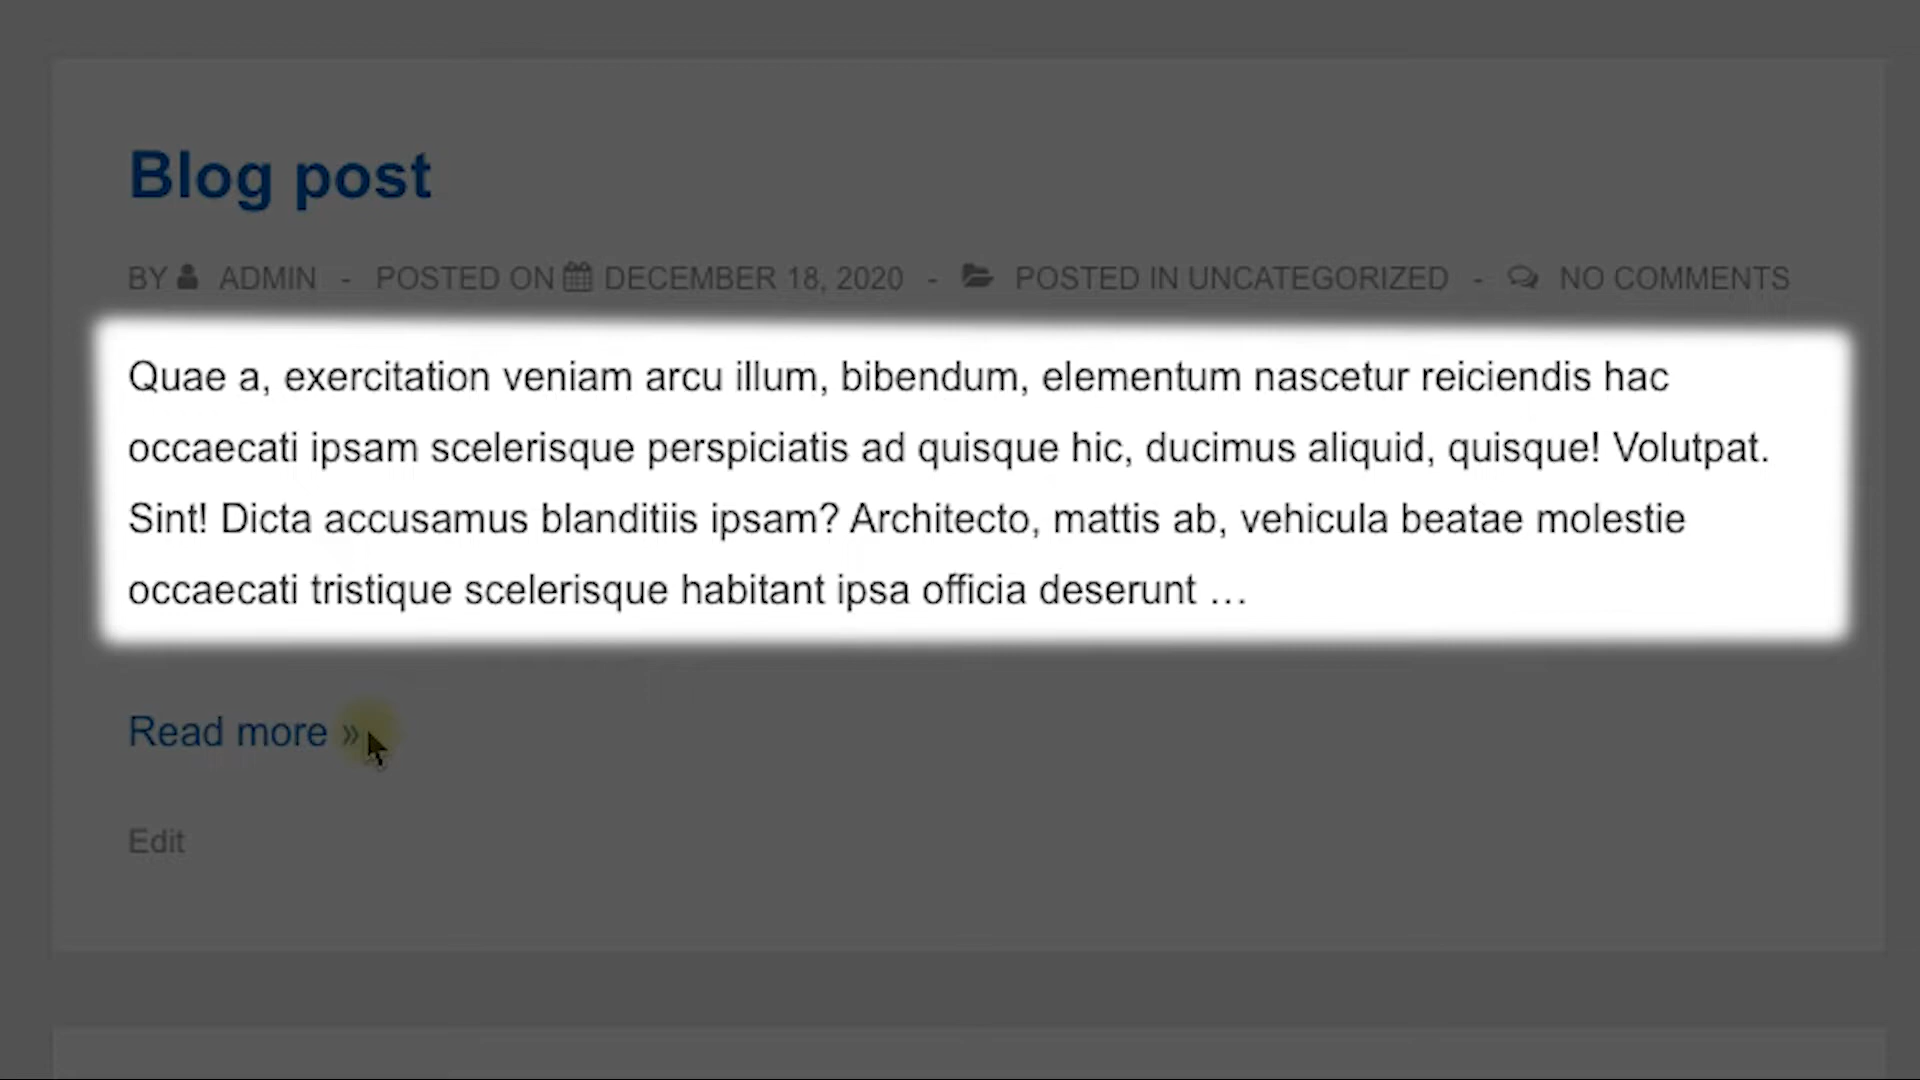 Blog post
BY ADMIN - POSTED ON DECEMBER 18, 2020 - POSTED IN UNCATEGORIZED - NO COMMENTS
Quae a, exercitation veniam arcu illum, bibendum, elementum nascetur reiciendis hac
occaecati ipsam scelerisque perspiciatis ad quisque hic, ducimus aliquid, quisque! Volutpat.
Sint! Dicta accusamus blanditiis ipsam? Architecto, mattis ab, vehicula beatae molestie
occaecati tristique scelerisque habitant ipsa officia deserunt …
Read more »
Edit